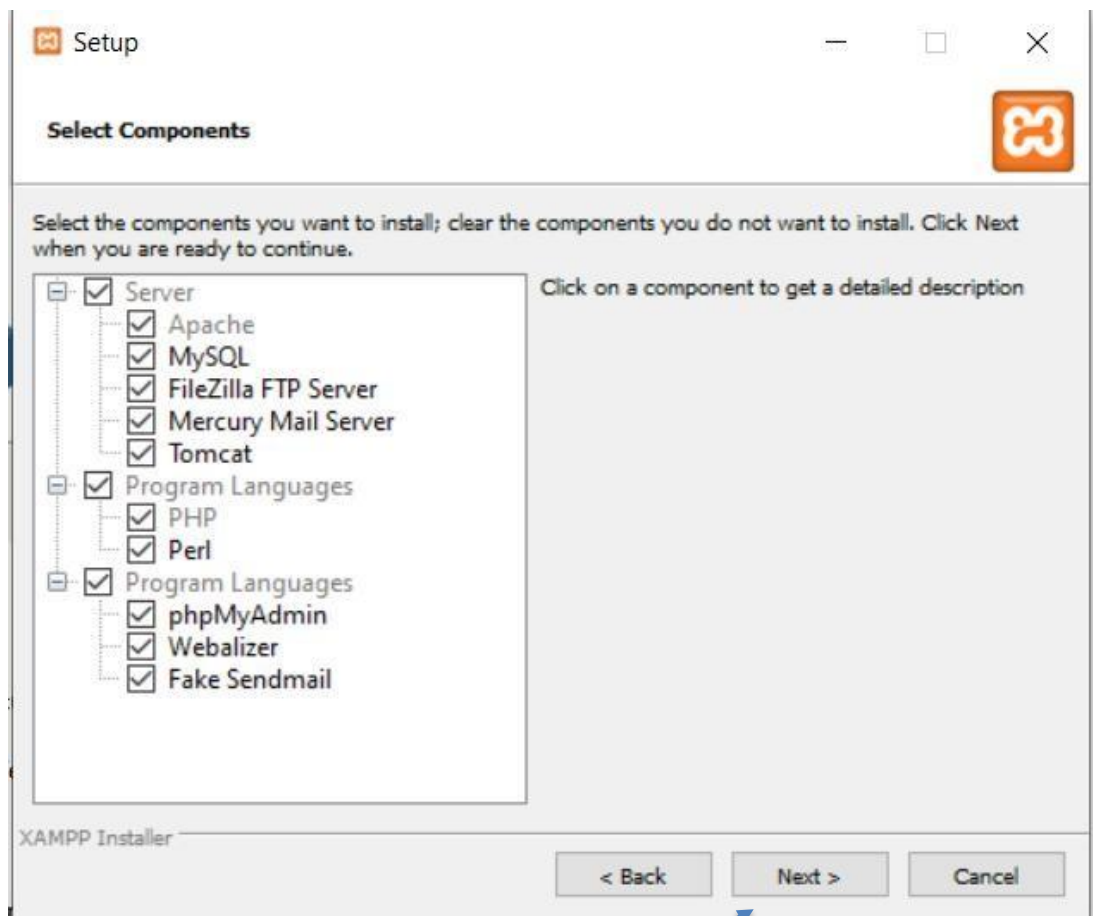 Setup
Select Components
Select the components you want to install; clear the components you do not want to install. Click Next
when you are ready to continue.
Server
Apache
MySQL
FileZilla FTP Server
Mercury Mail Server
Tomcat
Program Languages
PHP
Perl
Program Languages
phpMyAdmin
Webalizer
Fake Sendmail
Click on a component to get a detailed description
XAMPP Installer
< Back
Next >
Cancel